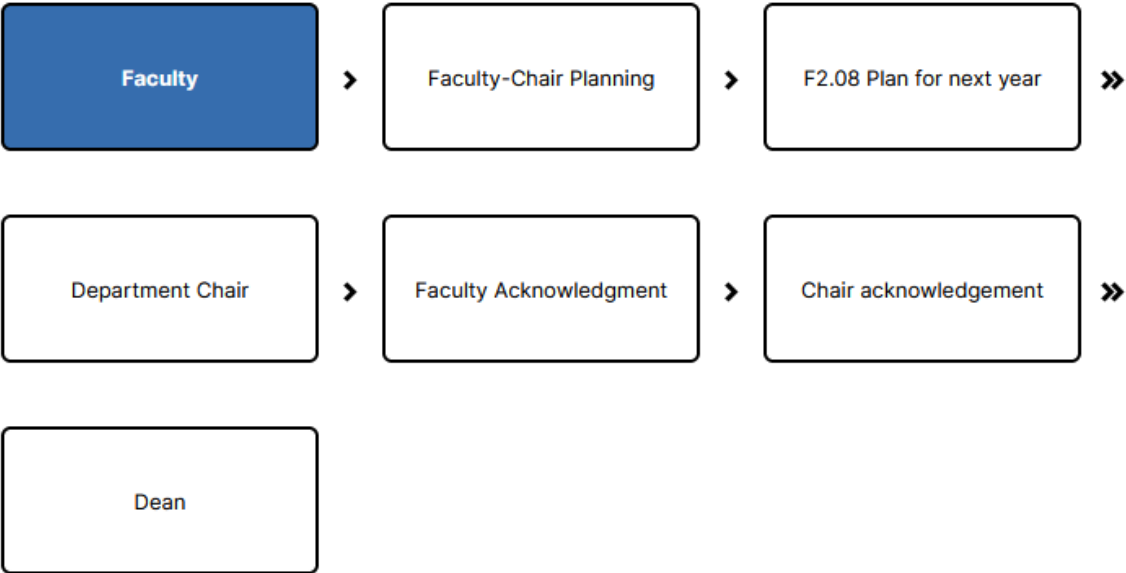 Faculty
Faculty-Chair Planning
F2.08 Plan for next year
Department Chair
Faculty Acknowledgment
Chair acknowledgement
Dean